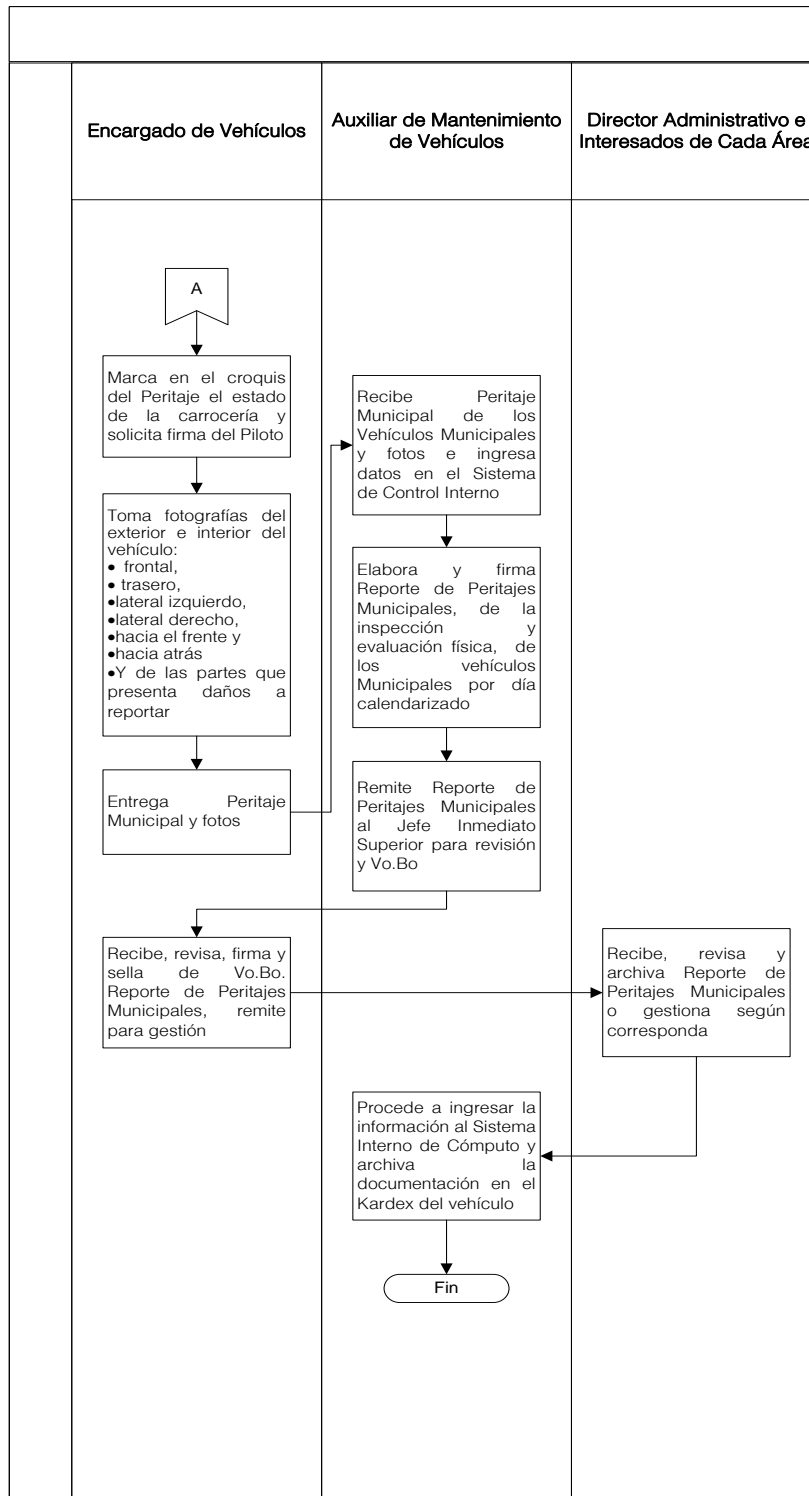 Encargado de Vehículos
Auxiliar de Mantenimiento
de Vehículos
Director Administrativo e
Interesados de Cada Área
A
Marca en el croquis
del Peritaje el estado
de la carrocería y
solicita firma del Piloto
Toma fotografías del
exterior e interior del
vehículo:
• frontal,
• trasero,
•lateral izquierdo,
•lateral derecho,
•hacia el frente y
•hacia atrás
•Y de las partes que
presenta daños a
reportar
Entrega Peritaje
Municipal y fotos
Recibe Peritaje
Municipal de los
Vehículos Municipales
y fotos e ingresa
datos en el Sistema
de Control Interno
Elabora y firma
Reporte de Peritajes
Municipales, de la
inspección y
evaluación física, de
los vehículos
Municipales por día
calendarizado
Remite Reporte de
Peritajes Municipales
al Jefe Inmediato
Superior para revisión
y Vo.Bo
Recibe, revisa, firma y
sella de Vo.Bo.
Reporte de Peritajes
Municipales, remite
para gestión
Recibe, revisa y
archiva Reporte de
Peritajes Municipales
o gestiona según
corresponda
Procede a ingresar la
información al Sistema
Interno de Cómputo y
archiva la
documentación en el
Kardex del vehículo
Fin